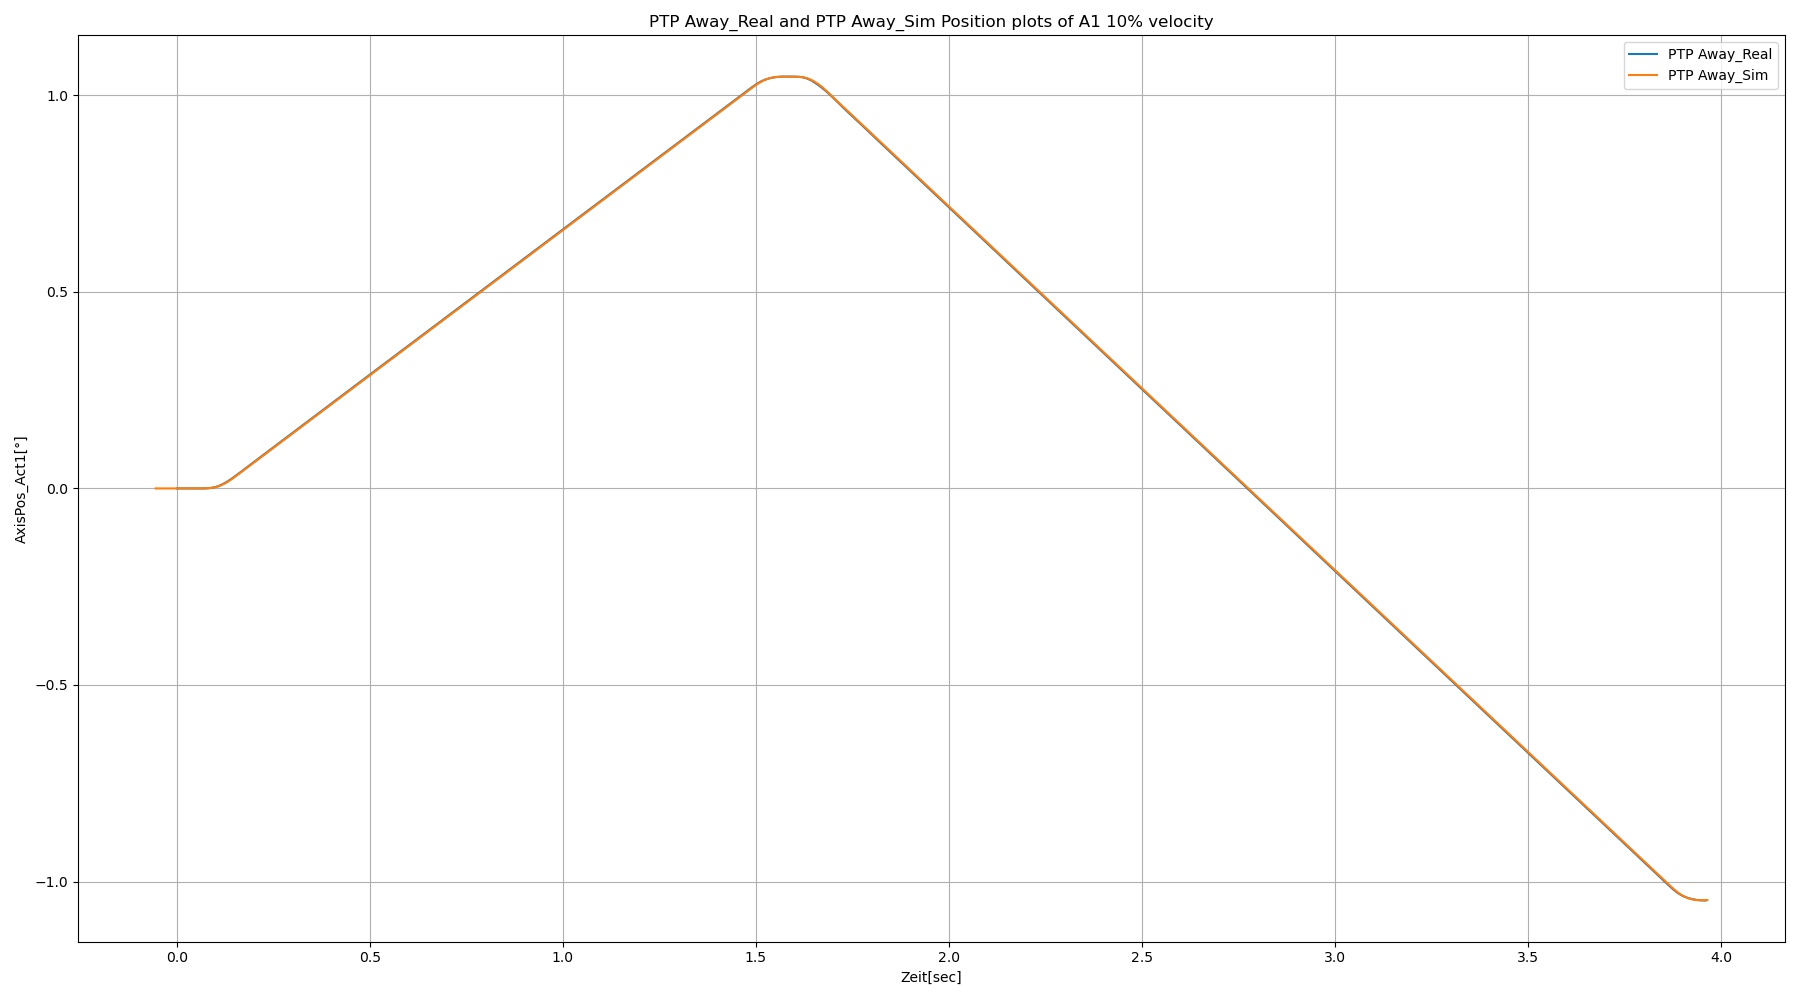 PTP Away_Real and PTP Away_Sim Position plots of A1 10% velocity
PTP Away_Real
PTP Away_Sim
1.0
0.5
0.0
−0.5
−1.0
AxisPos_Act1[°]
0.0 0.5 1.0 1.5 2.0 2.5 3.0 3.5 4.0
Zeit[sec]